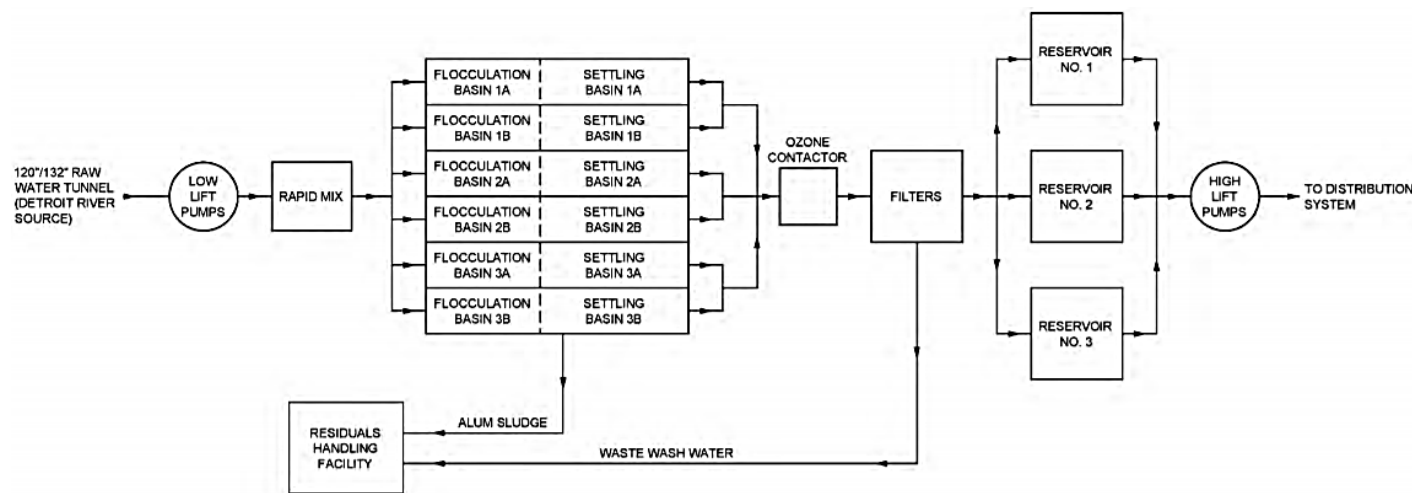 120"/132" RAW
WATER TUNNEL
(DETROIT RIVER
SOURCE)
LOW
LIFT
PUMPS
RAPID MIX
FLOCCULATION
BASIN 1A
SETTLING
BASIN 1A
FLOCCULATION
BASIN 1B
SETTLING
BASIN 1B
FLOCCULATION
BASIN 2A
SETTLING
BASIN 2A
FLOCCULATION
BASIN 2B
SETTLING
BASIN 2B
FLOCCULATION
BASIN 3A
SETTLING
BASIN 3A
FLOCCULATION
BASIN 3B
SETTLING
BASIN 3B
OZONE
CONTACTOR
FILTERS
RESERVOIR
NO. 1
RESERVOIR
NO. 2
RESERVOIR
NO. 3
HIGH
LIFT
PUMPS
TO DISTRIBUTION
SYSTEM
ALUM SLUDGE
WASTE WASH WATER
RESIDUALS
HANDLING
FACILITY